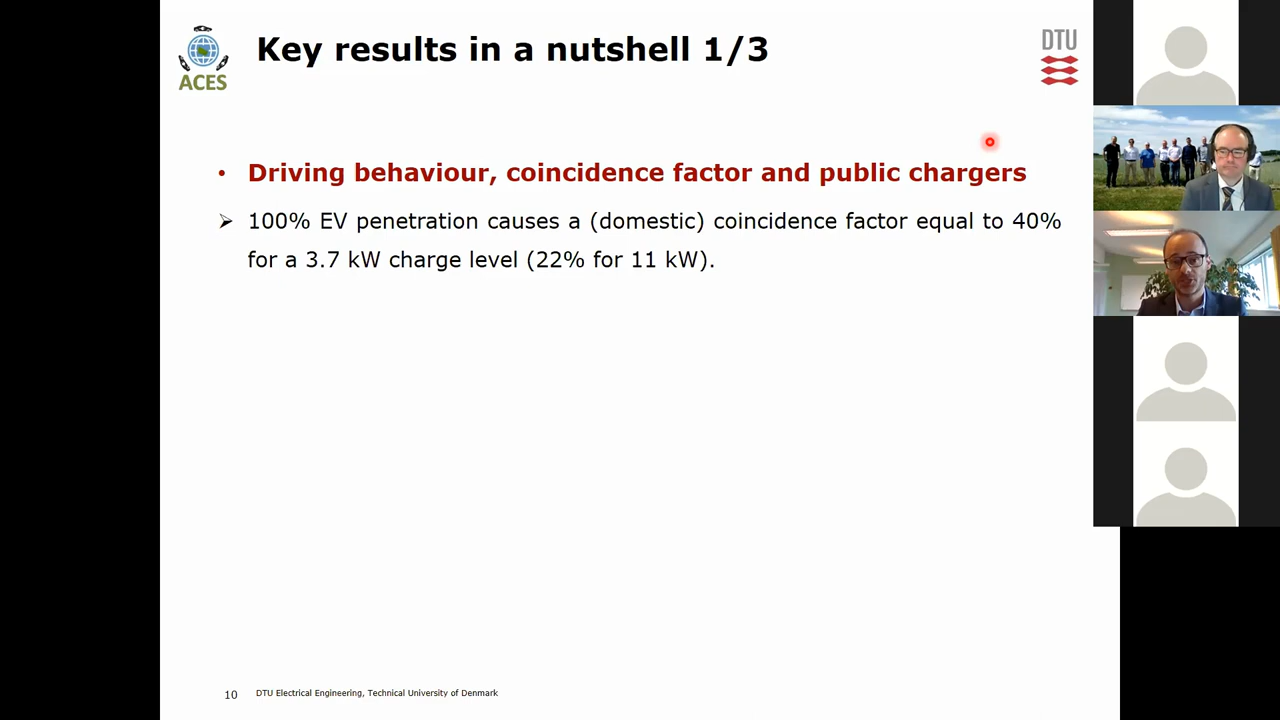 Key results in a nutshell 1/3
ACES
DTU
• Driving behaviour, coincidence factor and public chargers
➢ 100% EV penetration causes a (domestic) coincidence factor equal to 40%
for a 3.7 kW charge level (22% for 11 kW).
10 DTU Electrical Engineering, Technical University of Denmark